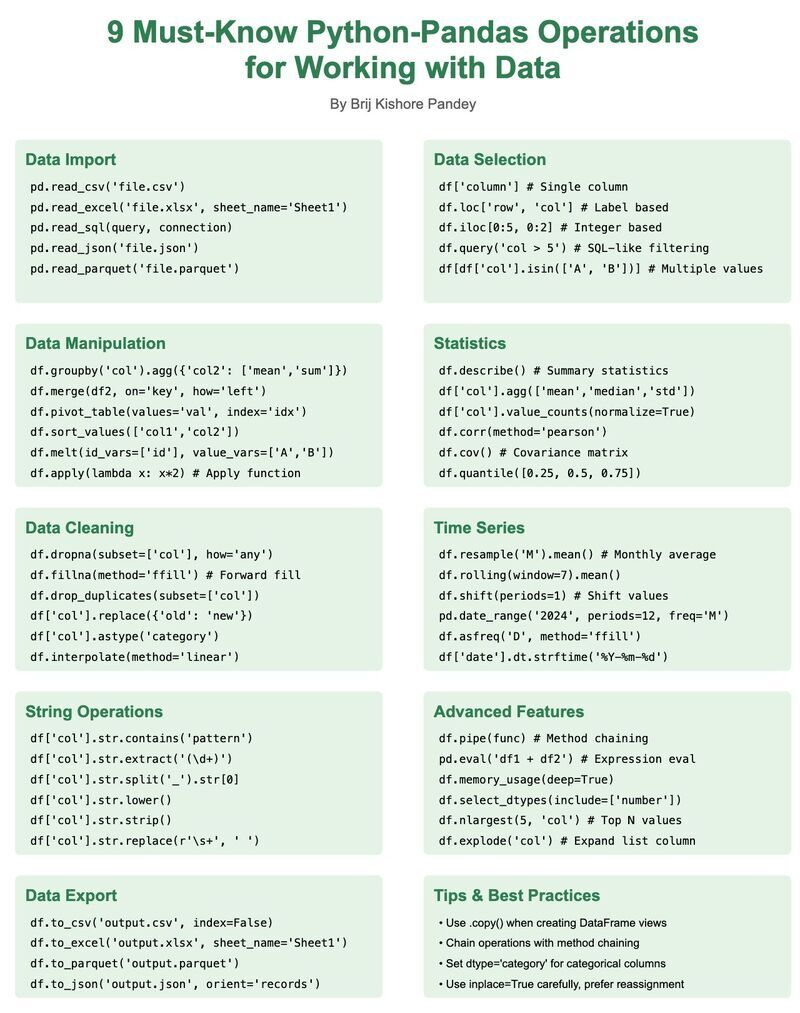 9 Must-Know Python-Pandas Operations
for Working with Data
By Brij Kishore Pandey
Data Import
pd.read_csv('file.csv')
pd.read_excel('file.xlsx', sheet_name='Sheet1')
pd.read_sql(query, connection)
pd.read_json('file.json')
pd.read_parquet('file.parquet')
Data Selection
df['column'] # Single column
df.loc['row', 'col'] # Label based
df.iloc[0:5, 0:2] # Integer based
df.query('col > 5') # SQL-like filtering
df[df['col'].isin(['A', 'B'])] # Multiple values
Data Manipulation
df.groupby('col').agg({'col2': ['mean','sum']})
df.merge(df2, on='key', how='left')
df.pivot_table(values='val', index='idx')
df.sort_values(['col1','col2'])
df.melt(id_vars=['id'], value_vars=['A','B'])
df.apply(lambda x: x*2) # Apply function
Statistics
df.describe() # Summary statistics
df['col'].agg(['mean','median','std'])
df['col'].value_counts(normalize=True)
df.corr(method='pearson')
df.cov() # Covariance matrix
df.quantile([0.25, 0.5, 0.75])
Data Cleaning
df.dropna(subset=['col'], how='any')
df.fillna(method='ffill') # Forward fill
df.drop_duplicates(subset=['col'])
df['col'].replace({'old': 'new'})
df['col'].astype('category')
df.interpolate(method='linear')
Time Series
df.resample('M').mean() # Monthly average
df.rolling(window=7).mean()
df.shift(periods=1) # Shift values
pd.date_range('2024', periods=12, freq='M')
df.asfreq('D', method='ffill')
df['date'].dt.strftime('%Y-%m-%d')
String Operations
df['col'].str.contains('pattern')
df['col'].str.extract('(\d+)')
df['col'].str.split('_').str[0]
df['col'].str.lower()
df['col'].str.strip()
df['col'].str.replace(r'\s+', ' ')
Advanced Features
df.pipe(func) # Method chaining
pd.eval('df1 + df2') # Expression eval
df.memory_usage(deep=True)
df.select_dtypes(include=['number'])
df.nlargest(5, 'col') # Top N values
df.explode('col') # Expand list column
Data Export
df.to_csv('output.csv', index=False)
df.to_excel('output.xlsx', sheet_name='Sheet1')
df.to_parquet('output.parquet')
df.to_json('output.json', orient='records')
Tips & Best Practices
• Use .copy() when creating DataFrame views
• Chain operations with method chaining
• Set dtype='category' for categorical columns
• Use inplace=True carefully, prefer reassignment